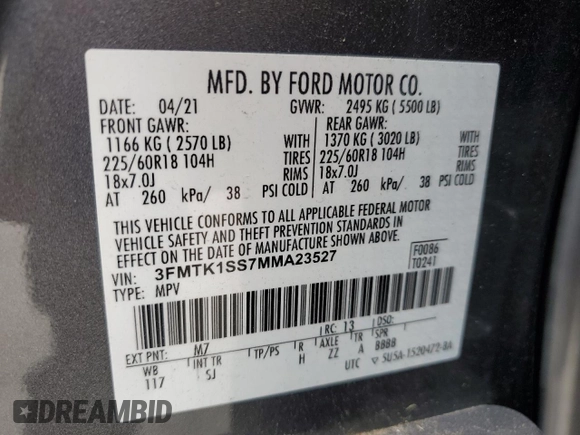 MFD. BY FORD MOTOR CO.
DATE: 04/21 GVWR: 2495 KG ( 5500 LB)
FRONT GAWR: REAR GAWR:
1166 KG ( 2570 LB) WITH 1370 KG ( 3020 LB) WITH
225/60R18 104H TIRES 225/60R18 104H TIRES
18x7.0J RIMS 18x7.0J RIMS
AT 260 kPa/ 38 PSI COLD AT 260 kPa/ 38 PSI COLD
THIS VEHICLE CONFORMS TO ALL APPLICABLE FEDERAL MOTOR
VEHICLE SAFETY AND THEFT PREVENTION STANDARDS IN
EFFECT ON THE DATE OF MANUFACTURE SHOWN ABOVE.
VIN: 3FMTK1SS7MMA23527 F0086
TYPE: MPV T0241
EXT PNT: M7 RC: 13 DSO:
WB INT TR TP/PS R AXLE TR SPR
117 SJ H ZZ A BBBB
UTC 5U5A-1520472-BA
DREAMBID